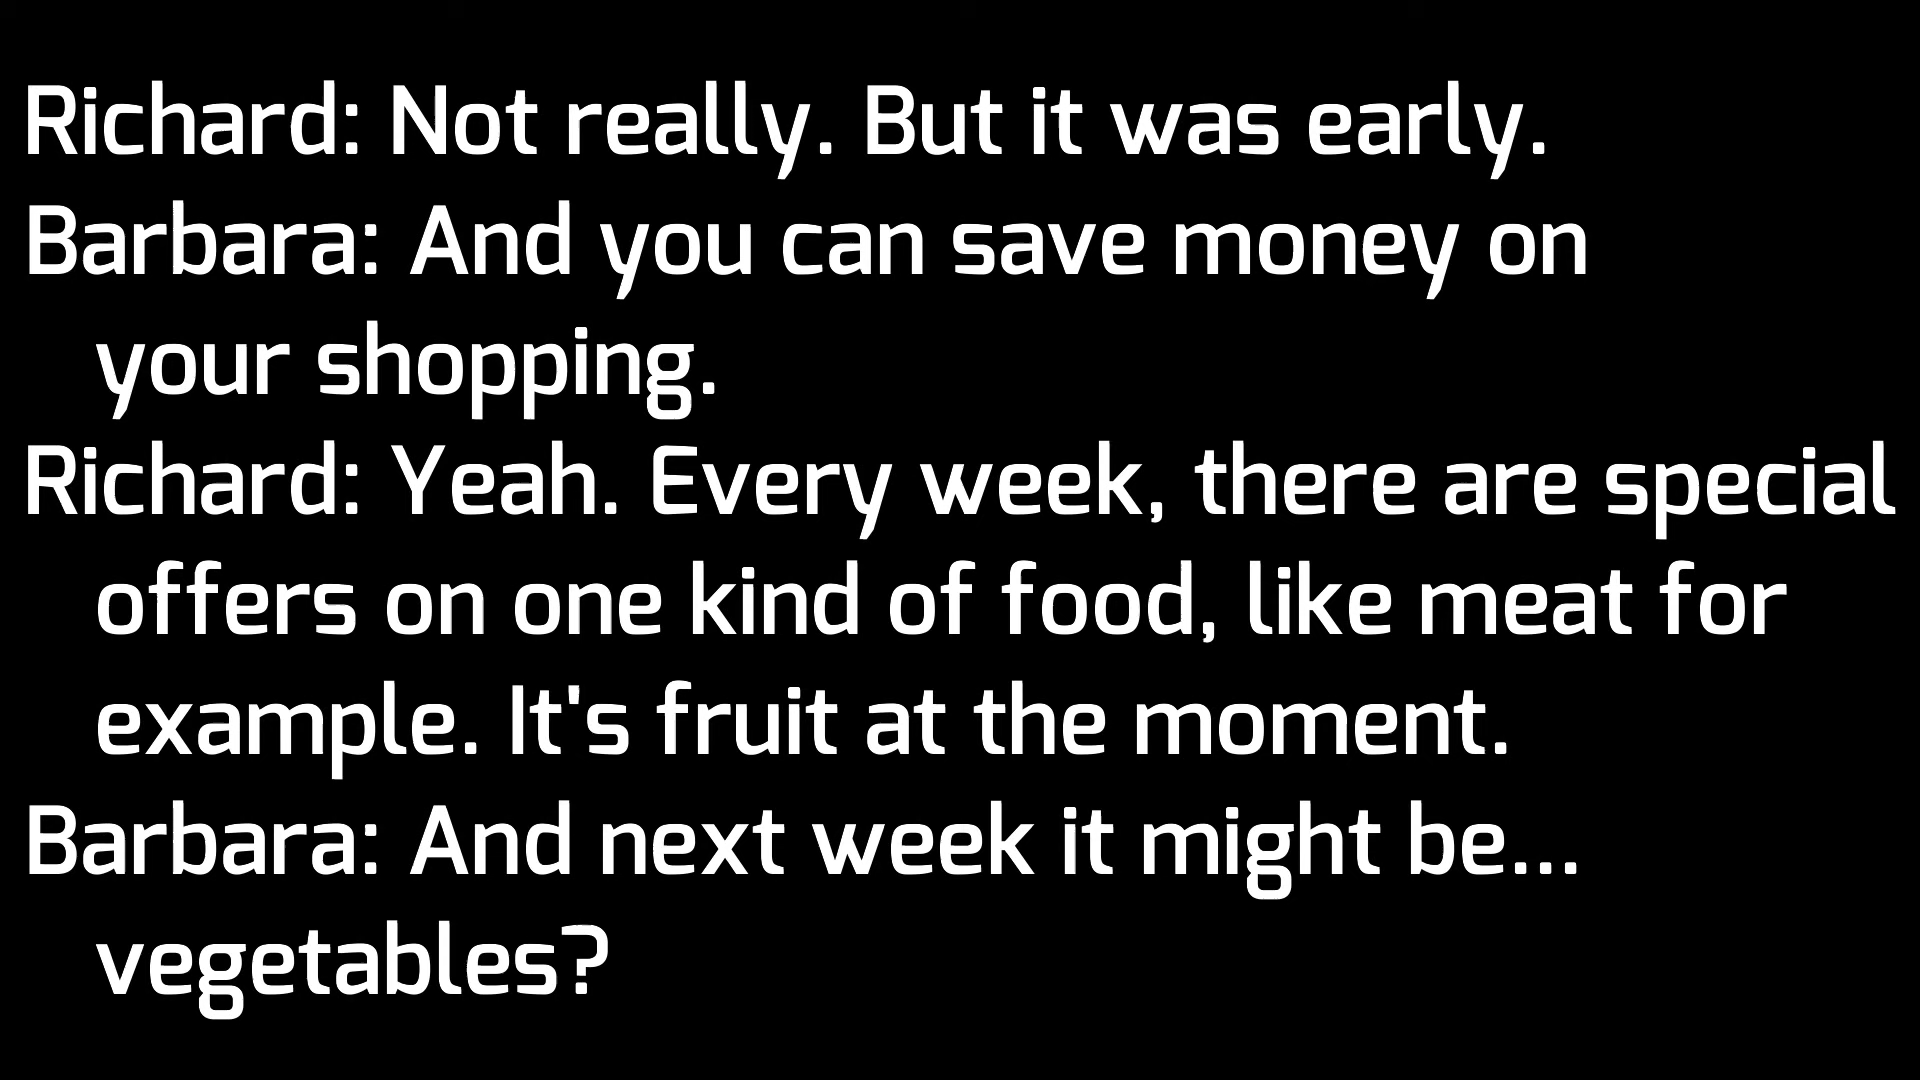 Richard: Not really. But it was early.
Barbara: And you can save money on
your shopping.
Richard: Yeah. Every week, there are special
offers on one kind of food, like meat for
example. It's fruit at the moment.
Barbara: And next week it might be...
vegetables?